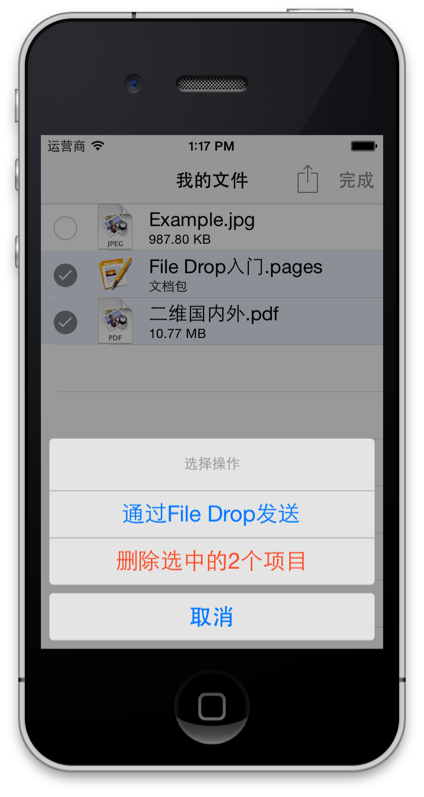 运营商
1:17 PM
我的文件
完成
Example.jpg
987.80 KB
JPEG
File Drop入门.pages
文档包
二维国内外.pdf
10.77 MB
PDF
选择操作
通过File Drop发送
删除选中的2个项目
取消